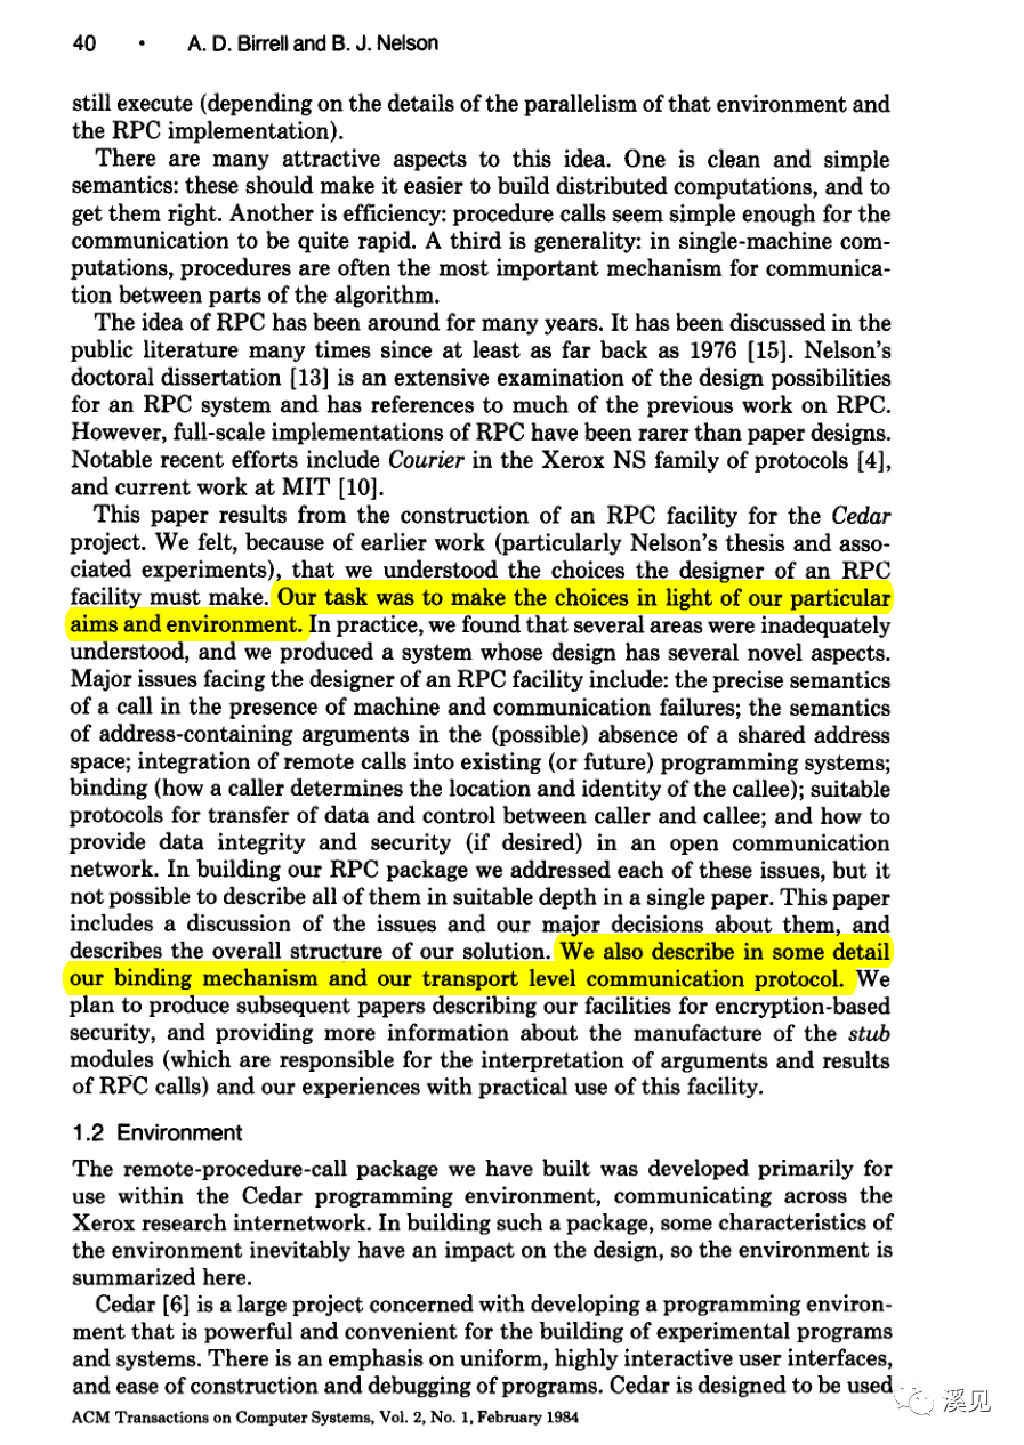 40 • A. D. Birrell and B. J. Nelson
still execute (depending on the details of the parallelism of that environment and
the RPC implementation).
There are many attractive aspects to this idea. One is clean and simple
semantics: these should make it easier to build distributed computations, and to
get them right. Another is efficiency: procedure calls seem simple enough for the
communication to be quite rapid. A third is generality: in single-machine com-
putations, procedures are often the most important mechanism for communica-
tion between parts of the algorithm.
The idea of RPC has been around for many years. It has been discussed in the
public literature many times since at least as far back as 1976 [15]. Nelson's
doctoral dissertation [13] is an extensive examination of the design possibilities
for an RPC system and has references to much of the previous work on RPC.
However, full-scale implementations of RPC have been rarer than paper designs.
Notable recent efforts include Courier in the Xerox NS family of protocols [4],
and current work at MIT [10].
This paper results from the construction of an RPC facility for the Cedar
project. We felt, because of earlier work (particularly Nelson's thesis and asso-
ciated experiments), that we understood the choices the designer of an RPC
facility must make. Our task was to make the choices in light of our particular
aims and environment. In practice, we found that several areas were inadequately
understood, and we produced a system whose design has several novel aspects.
Major issues facing the designer of an RPC facility include: the precise semantics
of a call in the presence of machine and communication failures; the semantics
of address-containing arguments in the (possible) absence of a shared address
space; integration of remote calls into existing (or future) programming systems;
binding (how a caller determines the location and identity of the callee); suitable
protocols for transfer of data and control between caller and callee; and how to
provide data integrity and security (if desired) in an open communication
network. In building our RPC package we addressed each of these issues, but it
not possible to describe all of them in suitable depth in a single paper. This paper
includes a discussion of the issues and our major decisions about them, and
describes the overall structure of our solution. We also describe in some detail
our binding mechanism and our transport level communication protocol. We
plan to produce subsequent papers describing our facilities for encryption-based
security, and providing more information about the manufacture of the stub
modules (which are responsible for the interpretation of arguments and results
of RPC calls) and our experiences with practical use of this facility.
1.2 Environment
The remote-procedure-call package we have built was developed primarily for
use within the Cedar programming environment, communicating across the
Xerox research internetwork. In building such a package, some characteristics of
the environment inevitably have an impact on the design, so the environment is
summarized here.
Cedar [6] is a large project concerned with developing a programming environ-
ment that is powerful and convenient for the building of experimental programs
and systems. There is an emphasis on uniform, highly interactive user interfaces,
and ease of construction and debugging of programs. Cedar is designed to be used
ACM Transactions on Computer Systems, Vol. 2, No. 1, February 1984
溪见